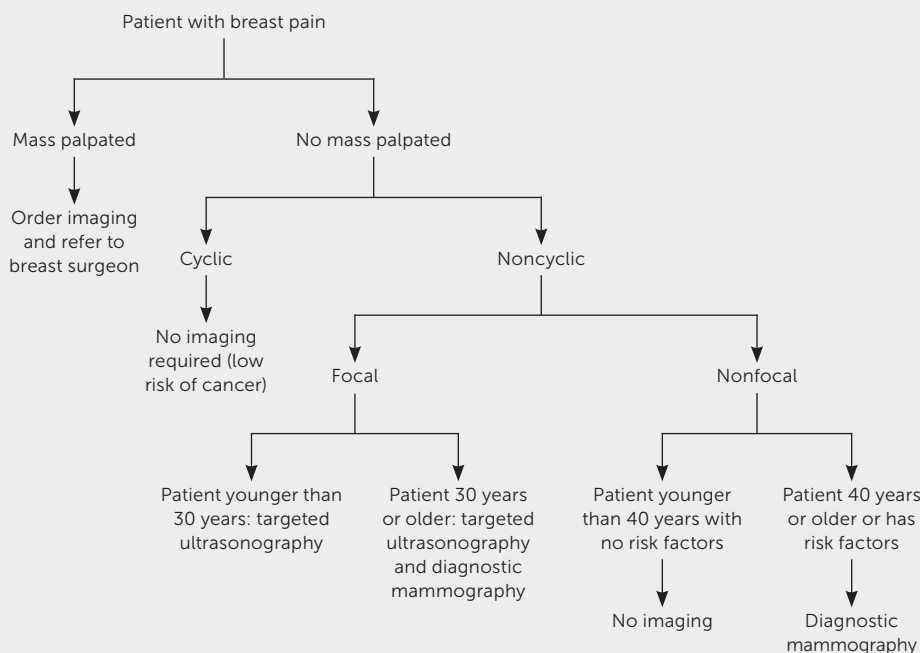 Patient with breast pain
Mass palpated
No mass palpated
Order imaging
and refer to
breast surgeon
Cyclic
Noncyclic
No imaging
required (low
risk of cancer)
Focal
Nonfocal
Patient younger than
30 years: targeted
ultrasonography
Patient 30 years
or older: targeted
ultrasonography
and diagnostic
mammography
Patient younger
than 40 years with
no risk factors
Patient 40 years
or older or has
risk factors
No imaging
Diagnostic
mammography